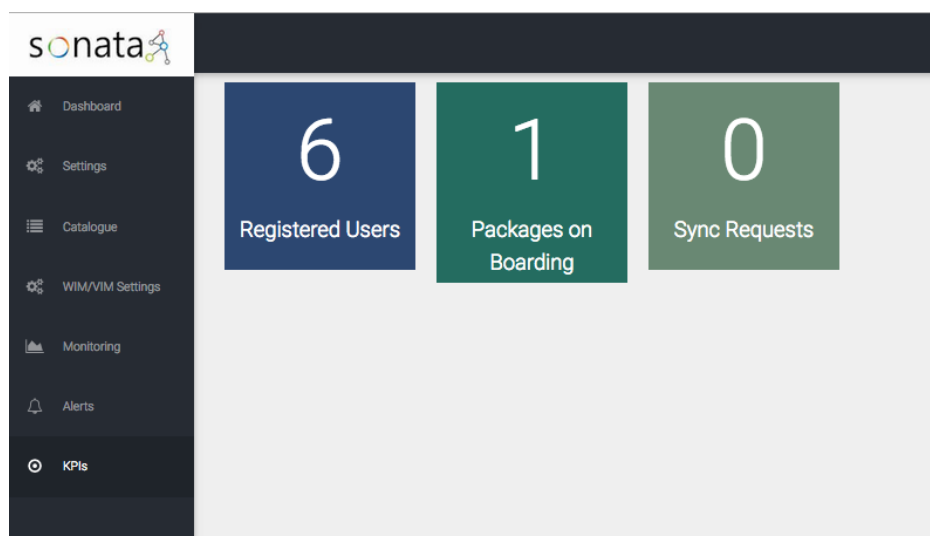 sonata
Dashboard
Settings
Catalogue
WIM/VIM Settings
Monitoring
Alerts
KPIs
6
Registered Users
1
Packages on
Boarding
0
Sync Requests